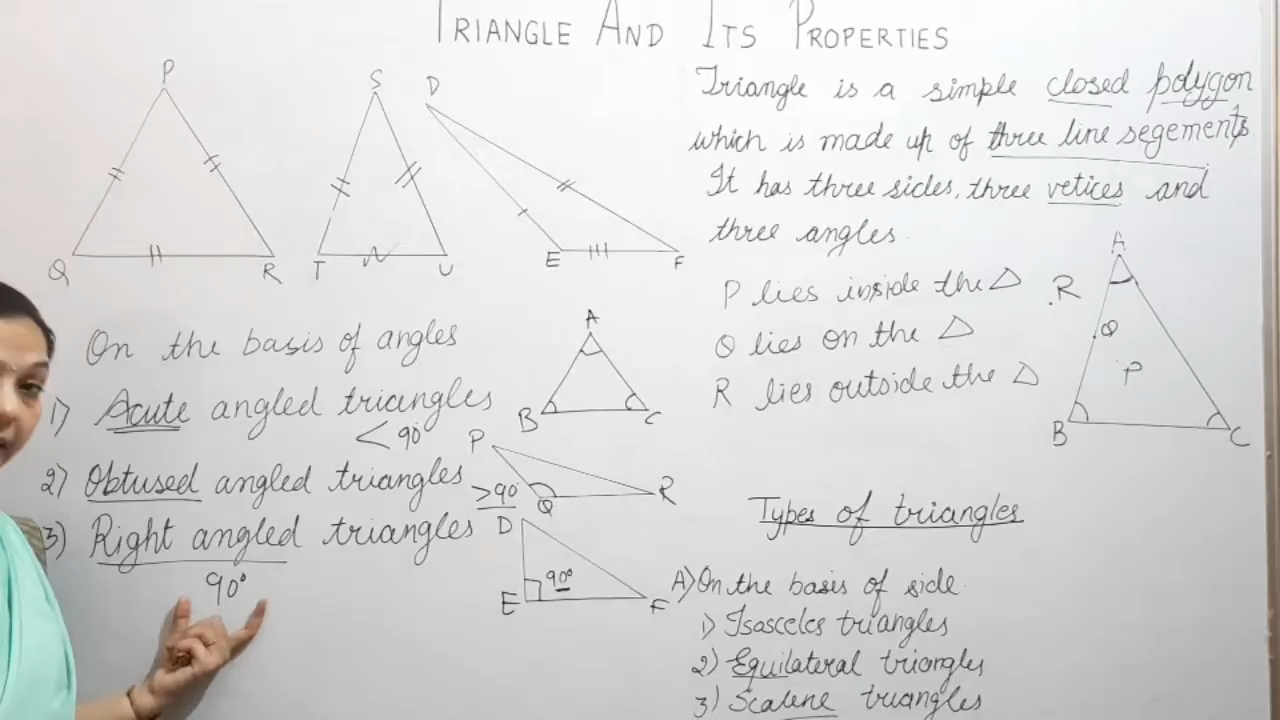 TRIANGLE AND ITS PROPERTIES
P
Q
R
S
T
U
D
E
F
Triangle is a simple closed polygon
which is made up of three line segements
It has three sides, three vetices and
three angles.
P lies inside the △
Q lies on the △
R lies outside the △
A
.R
Q
P
B
C
On the basis of angles
1) Acute angled triangles
< 90°
2) Obtused angled triangles
>90°
3) Right angled triangles
90°
A
B
C
P
Q
R
D
90°
E
F
Types of triangles
A) On the basis of side.
1) Isosceles triangles
2) Equilateral triangles
3) Scalene triangles